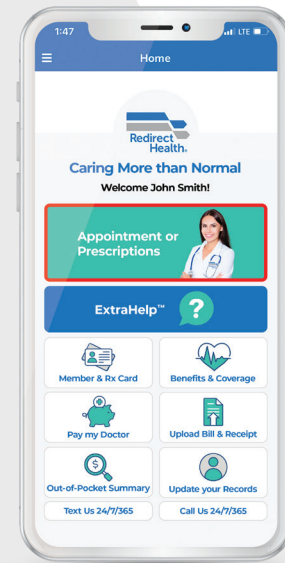 1:47
LTE
Home
Redirect
Health®
Caring More than Normal
Welcome John Smith!
Appointment or
Prescriptions
ExtraHelp™ ?
Member & Rx Card
Benefits & Coverage
Pay my Doctor
Upload Bill & Receipt
$
Out-of-Pocket Summary
Update your Records
Text Us 24/7/365
Call Us 24/7/365